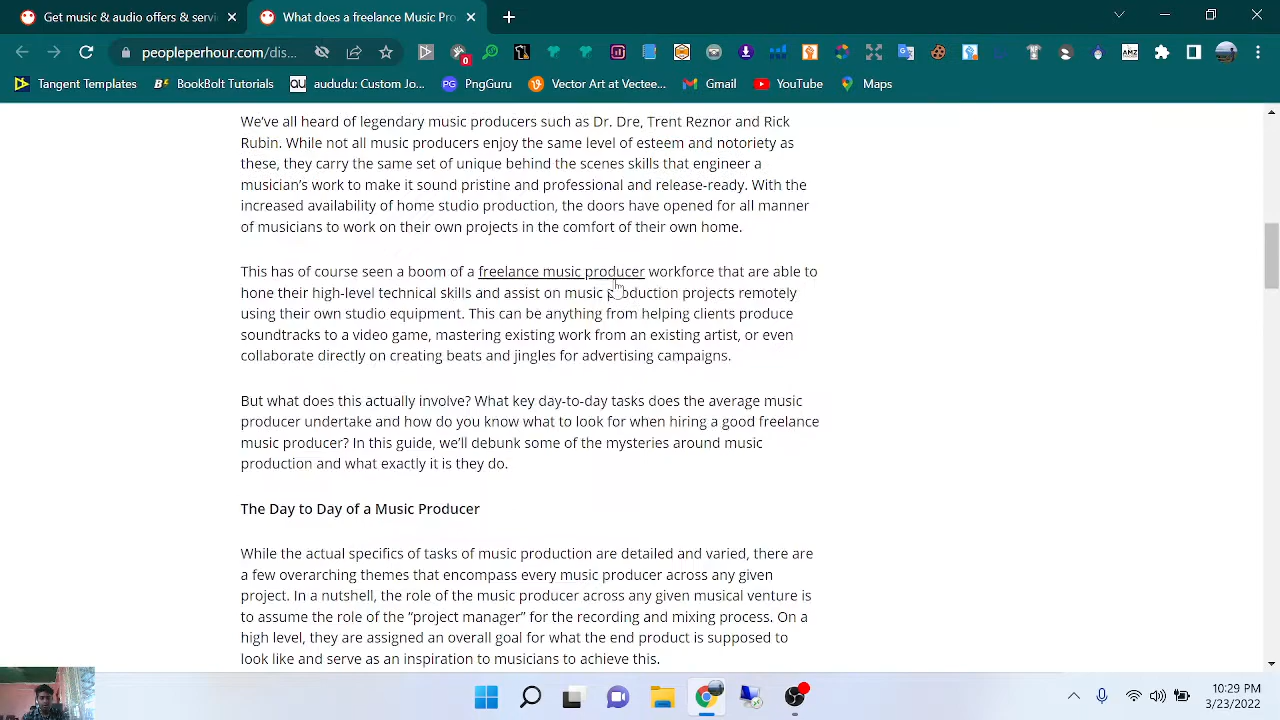 Get music & audio offers & servi
What does a freelance Music Pro
peopleperhour.com/dis...
0
AMZ
Tangent Templates
BookBolt Tutorials
QU
aududu: Custom Jo...
PG
PngGuru
Vector Art at Vectee...
Gmail
YouTube
Maps
We’ve all heard of legendary music producers such as Dr. Dre, Trent Reznor and Rick
Rubin. While not all music producers enjoy the same level of esteem and notoriety as
these, they carry the same set of unique behind the scenes skills that engineer a
musician’s work to make it sound pristine and professional and release-ready. With the
increased availability of home studio production, the doors have opened for all manner
of musicians to work on their own projects in the comfort of their own home.
This has of course seen a boom of a freelance music producer workforce that are able to
hone their high-level technical skills and assist on music production projects remotely
using their own studio equipment. This can be anything from helping clients produce
soundtracks to a video game, mastering existing work from an existing artist, or even
collaborate directly on creating beats and jingles for advertising campaigns.
But what does this actually involve? What key day-to-day tasks does the average music
producer undertake and how do you know what to look for when hiring a good freelance
music producer? In this guide, we’ll debunk some of the mysteries around music
production and what exactly it is they do.
The Day to Day of a Music Producer
While the actual specifics of tasks of music production are detailed and varied, there are
a few overarching themes that encompass every music producer across any given
project. In a nutshell, the role of the music producer across any given musical venture is
to assume the role of the “project manager” for the recording and mixing process. On a
high level, they are assigned an overall goal for what the end product is supposed to
look like and serve as an inspiration to musicians to achieve this.
10:29 PM
3/23/2022